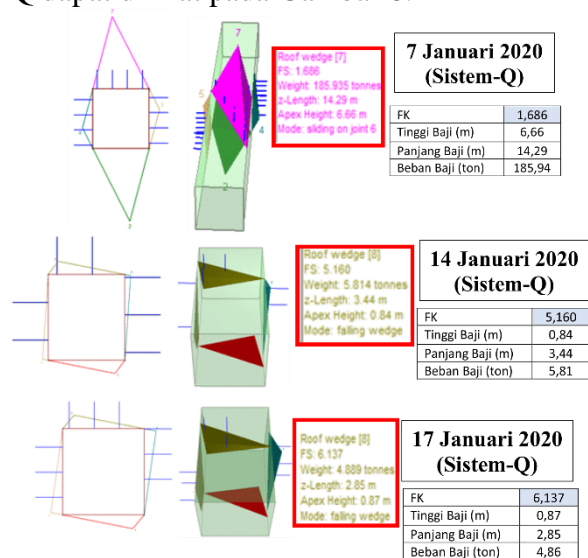 7 Januari 2020
(Sistem-Q)
Roof wedge [7]
FS: 1.686
Weight: 185.935 tonnes
z-Length: 14.29 m
Apex Height: 6.66 m
Mode: sliding on joint 6
7
5
4
2
FK 1,686
Tinggi Baji (m) 6,66
Panjang Baji (m) 14,29
Beban Baji (ton) 185,94
14 Januari 2020
(Sistem-Q)
Roof wedge [8]
FS: 5.160
Weight: 5.814 tonnes
z-Length: 3.44 m
Apex Height: 0.84 m
Mode: falling wedge
FK 5,160
Tinggi Baji (m) 0,84
Panjang Baji (m) 3,44
Beban Baji (ton) 5,81
17 Januari 2020
(Sistem-Q)
Roof wedge [8]
FS: 6.137
Weight: 4.889 tonnes
z-Length: 2.85 m
Apex Height: 0.87 m
Mode: falling wedge
FK 6,137
Tinggi Baji (m) 0,87
Panjang Baji (m) 2,85
Beban Baji (ton) 4,86